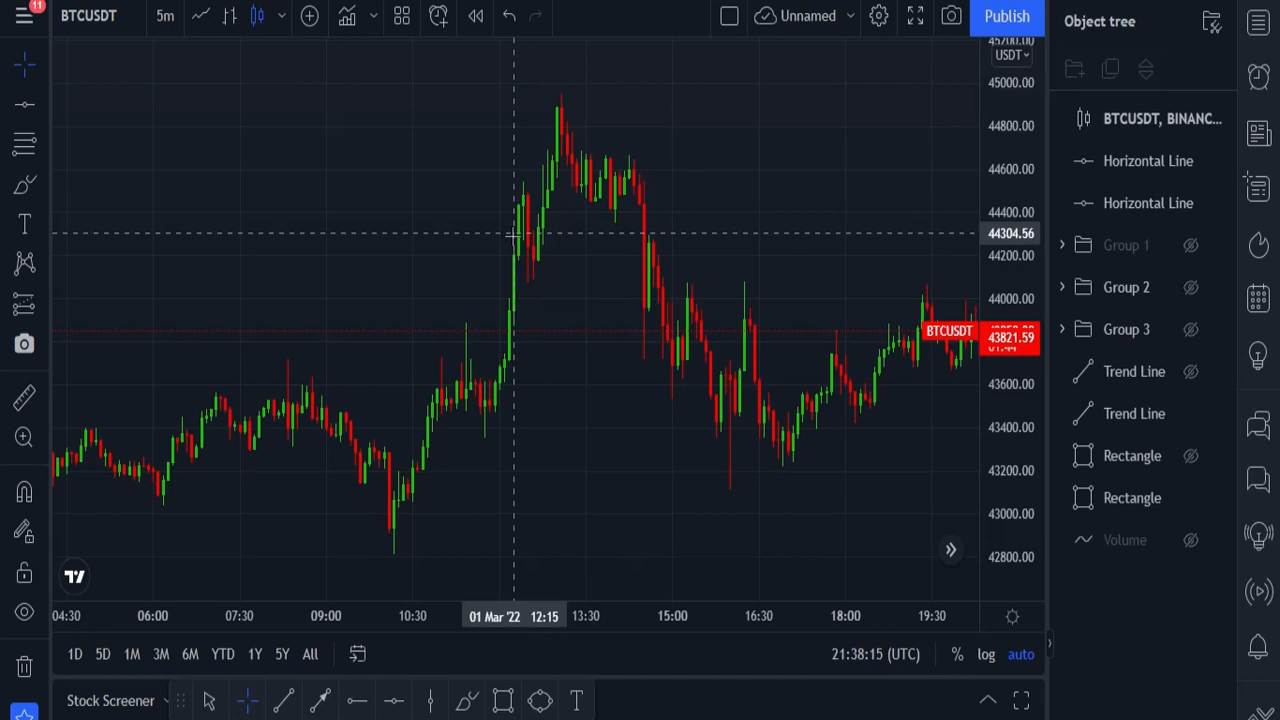 11
BTCUSDT 5m Unnamed Publish
Object tree
45200.00
USDT
45000.00
44800.00
44600.00
44400.00
44304.56
44200.00
44000.00
BTCUSDT
43821.59
01:44
43600.00
43400.00
43200.00
43000.00
42800.00
BTCUSDT, BINANC...
Horizontal Line
Horizontal Line
Group 1
Group 2
Group 3
Trend Line
Trend Line
Rectangle
Rectangle
Volume
04:30 06:00 07:30 09:00 10:30 01 Mar '22 12:15 13:30 15:00 16:30 18:00 19:30
1D 5D 1M 3M 6M YTD 1Y 5Y All 21:38:15 (UTC) % log auto
Stock Screener